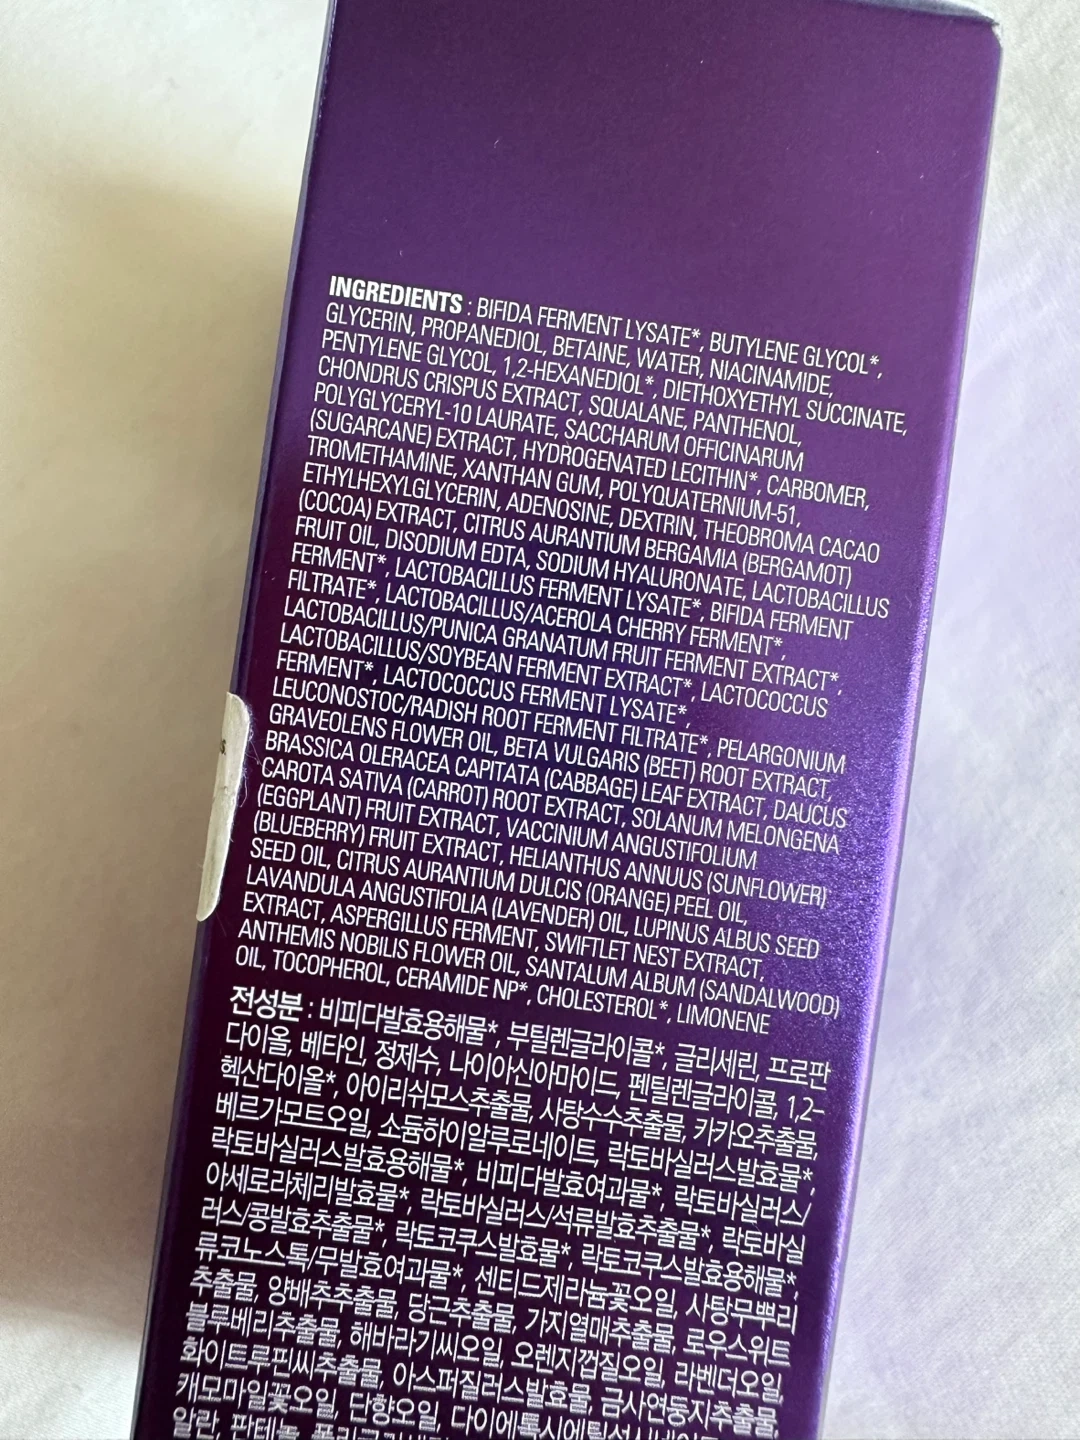 INGREDIENTS : BIFIDA FERMENT LYSATE*, BUTYLENE GLYCOL*,
GLYCERIN, PROPANEDIOL, BETAINE, WATER, NIACINAMIDE,
PENTYLENE GLYCOL, 1,2-HEXANEDIOL*, DIETHOXYETHYL SUCCINATE,
CHONDRUS CRISPUS EXTRACT, SQUALANE, PANTHENOL,
POLYGLYCERYL-10 LAURATE, SACCHARUM OFFICINARUM
(SUGARCANE) EXTRACT, HYDROGENATED LECITHIN*, CARBOMER,
TROMETHAMINE, XANTHAN GUM, POLYQUATERNIUM-51,
ETHYLHEXYLGLYCERIN, ADENOSINE, DEXTRIN, THEOBROMA CACAO
(COCOA) EXTRACT, CITRUS AURANTIUM BERGAMIA (BERGAMOT)
FRUIT OIL, DISODIUM EDTA, SODIUM HYALURONATE, LACTOBACILLUS
FERMENT*, LACTOBACILLUS FERMENT LYSATE*, BIFIDA FERMENT
FILTRATE*, LACTOBACILLUS/ACEROLA CHERRY FERMENT*,
LACTOBACILLUS/PUNICA GRANATUM FRUIT FERMENT EXTRACT*,
LACTOBACILLUS/SOYBEAN FERMENT EXTRACT*, LACTOCOCCUS
FERMENT*, LACTOCOCCUS FERMENT LYSATE*,
LEUCONOSTOC/RADISH ROOT FERMENT FILTRATE*, PELARGONIUM
GRAVEOLENS FLOWER OIL, BETA VULGARIS (BEET) ROOT EXTRACT,
BRASSICA OLERACEA CAPITATA (CABBAGE) LEAF EXTRACT, DAUCUS
CAROTA SATIVA (CARROT) ROOT EXTRACT, SOLANUM MELONGENA
(EGGPLANT) FRUIT EXTRACT, VACCINIUM ANGUSTIFOLIUM
(BLUEBERRY) FRUIT EXTRACT, HELIANTHUS ANNUUS (SUNFLOWER)
SEED OIL, CITRUS AURANTIUM DULCIS (ORANGE) PEEL OIL,
LAVANDULA ANGUSTIFOLIA (LAVENDER) OIL, LUPINUS ALBUS SEED
EXTRACT, ASPERGILLUS FERMENT, SWIFTLET NEST EXTRACT,
ANTHEMIS NOBILIS FLOWER OIL, SANTALUM ALBUM (SANDALWOOD)
OIL, TOCOPHEROL, CERAMIDE NP*, CHOLESTEROL*, LIMONENE
전성분 : 비피다발효용해물*, 부틸렌글라이콜*, 글리세린, 프로판
다이올, 베타인, 정제수, 나이아신아마이드, 펜틸렌글라이콜, 1,2-
헥산다이올*, 아이리쉬모스추출물, 사탕수수추출물, 카카오추출물,
베르가모트오일, 소듐하이알루로네이트, 락토바실러스발효물*,
락토바실러스발효용해물*, 비피다발효여과물*, 락토바실러스/
아세로라체리발효물*, 락토바실러스/석류발효추출물*, 락토바실
러스/콩발효추출물*, 락토코쿠스발효물*, 락토코쿠스발효용해물*,
류코노스톡/무발효여과물*, 센티드제라늄꽃오일, 사탕무뿌리
추출물, 양배추추출물, 당근추출물, 가지열매추출물, 로우스위트
블루베리추출물, 해바라기씨오일, 오렌지껍질오일, 라벤더오일,
화이트루핀씨추출물, 아스퍼질러스발효물, 금사연둥지추출물,
캐모마일꽃오일, 단향오일, 다이에톡시에틸석시네이트,
알란, 판테놀